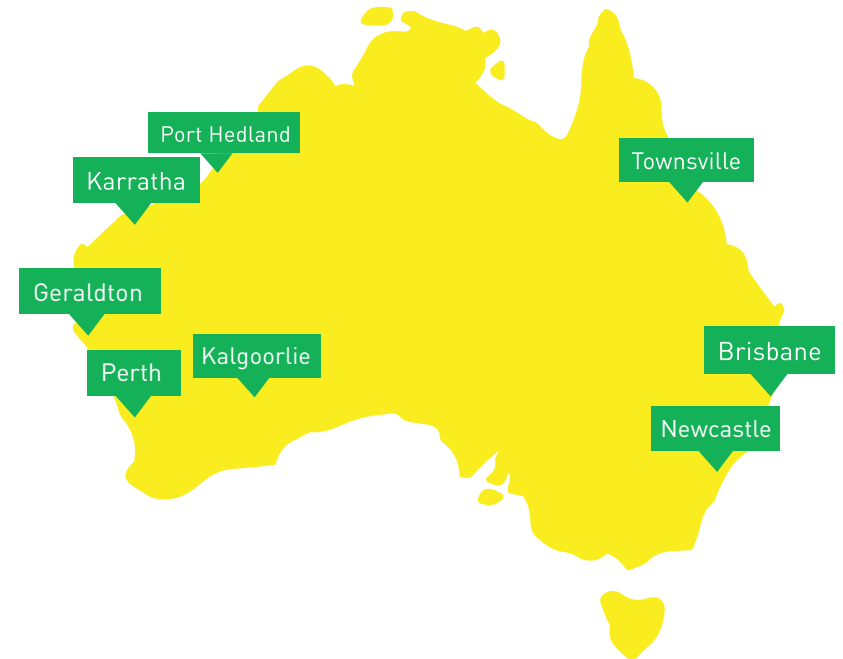 Port Hedland
Townsville
Karratha
Geraldton
Brisbane
Kalgoorlie
Perth
Newcastle